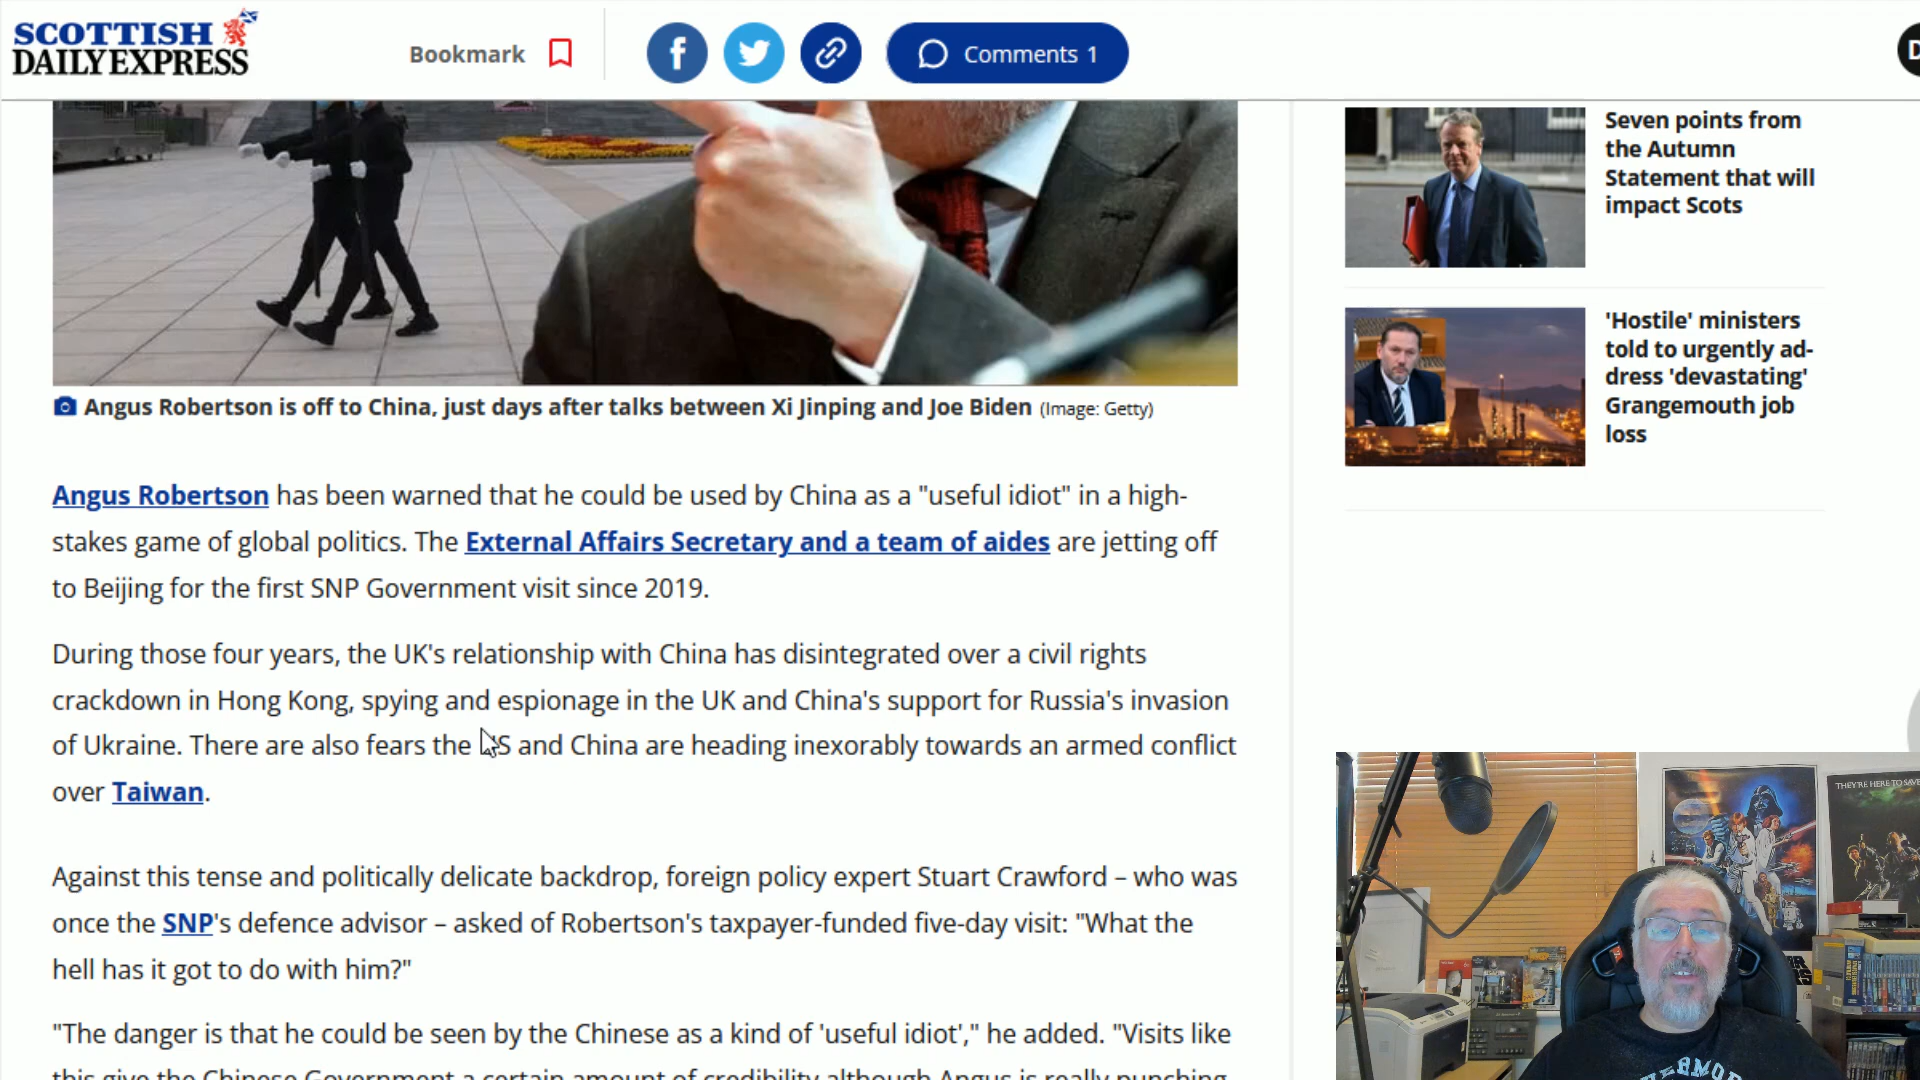 SCOTTISH
DAILY EXPRESS
Bookmark
Comments 1
Seven points from
the Autumn
Statement that will
impact Scots
'Hostile' ministers
told to urgently ad-
dress 'devastating'
Grangemouth job
loss
Angus Robertson is off to China, just days after talks between Xi Jinping and Joe Biden (Image: Getty)
Angus Robertson has been warned that he could be used by China as a "useful idiot" in a high-
stakes game of global politics. The External Affairs Secretary and a team of aides are jetting off
to Beijing for the first SNP Government visit since 2019.
During those four years, the UK's relationship with China has disintegrated over a civil rights
crackdown in Hong Kong, spying and espionage in the UK and China's support for Russia's invasion
of Ukraine. There are also fears the US and China are heading inexorably towards an armed conflict
over Taiwan.
Against this tense and politically delicate backdrop, foreign policy expert Stuart Crawford – who was
once the SNP's defence advisor – asked of Robertson's taxpayer-funded five-day visit: "What the
hell has it got to do with him?"
"The danger is that he could be seen by the Chinese as a kind of 'useful idiot'," he added. "Visits like
this give the Chinese Government a certain amount of credibility although Angus is really punching
THEY'RE HERE TO SAVE